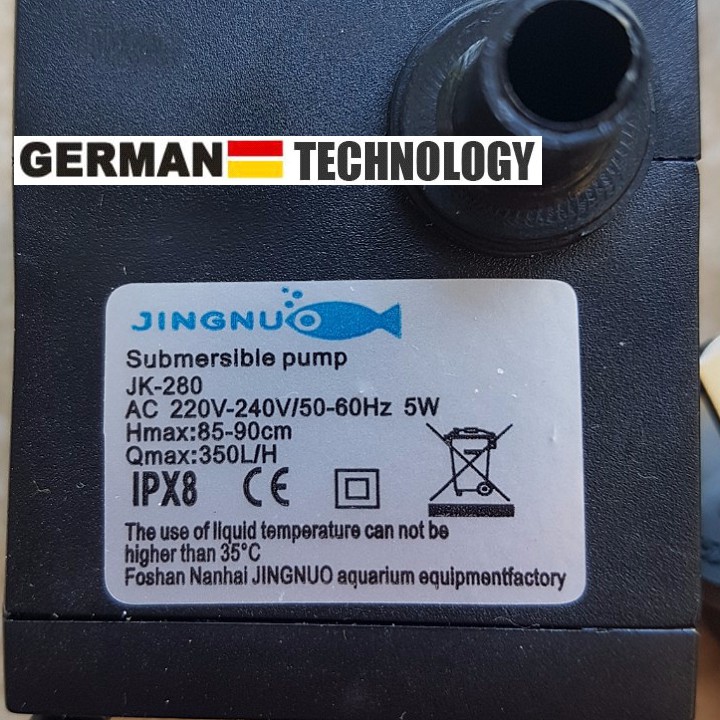 GERMAN TECHNOLOGY
JINGNUO
Submersible pump
JK-280
AC 220V-240V/50-60Hz 5W
Hmax:85-90cm
Qmax:350L/H
IPX8 CE
The use of liquid temperature can not be
higher than 35°C
Foshan Nanhai JINGNUO aquarium equipmentfactory